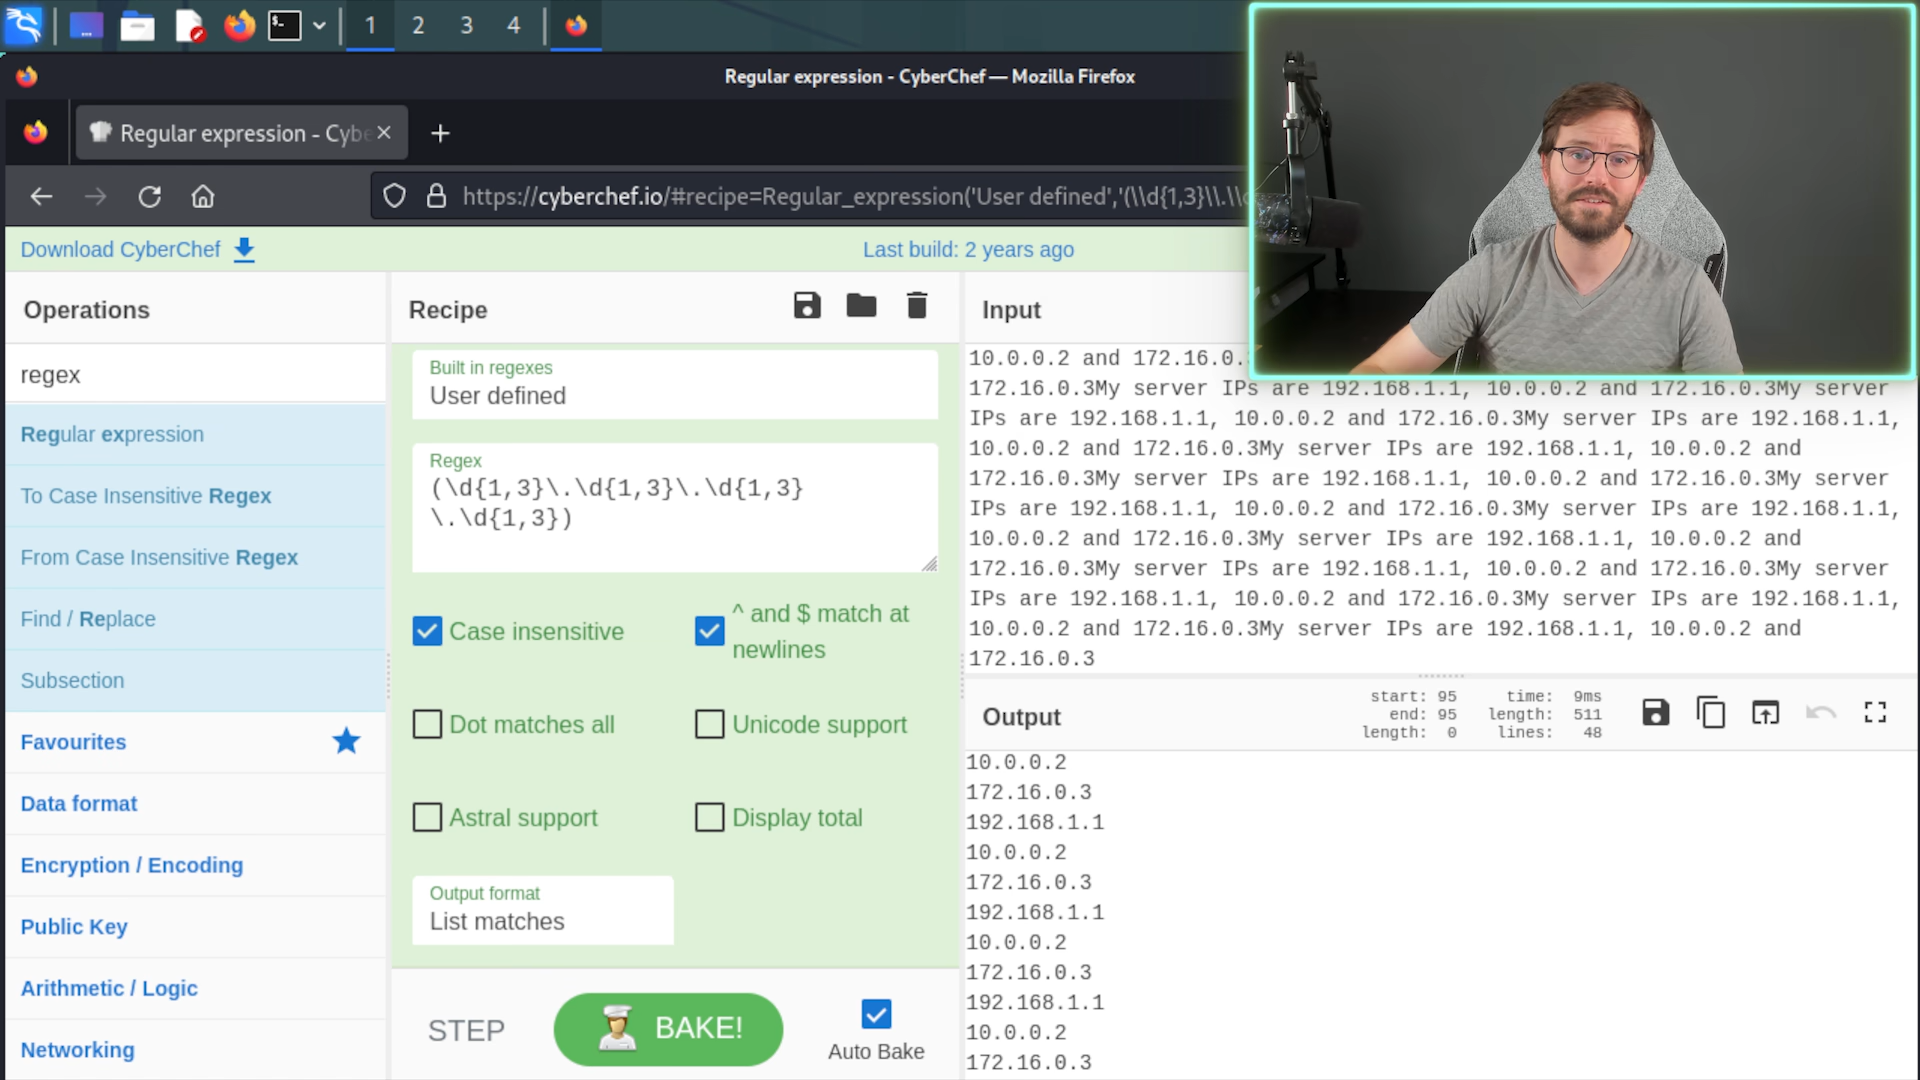 1 2 3 4
Regular expression - CyberChef — Mozilla Firefox
Regular expression - Cybe
https://cyberchef.io/#recipe=Regular_expression('User defined','(\\d{1,3}\\.\\
Download CyberChef
Last build: 2 years ago
Operations
regex
Regular expression
To Case Insensitive Regex
From Case Insensitive Regex
Find / Replace
Subsection
Favourites
Data format
Encryption / Encoding
Public Key
Arithmetic / Logic
Networking
Recipe
Built in regexes
User defined
Regex
(\d{1,3}\.\d{1,3}\.\d{1,3}
\.\d{1,3})
Case insensitive
^ and $ match at
newlines
Dot matches all
Unicode support
Astral support
Display total
Output format
List matches
STEP
BAKE!
Auto Bake
Input
10.0.0.2 and 172.16.0.
172.16.0.3My server IPs are 192.168.1.1, 10.0.0.2 and 172.16.0.3My server
IPs are 192.168.1.1, 10.0.0.2 and 172.16.0.3My server IPs are 192.168.1.1,
10.0.0.2 and 172.16.0.3My server IPs are 192.168.1.1, 10.0.0.2 and
172.16.0.3My server IPs are 192.168.1.1, 10.0.0.2 and 172.16.0.3My server
IPs are 192.168.1.1, 10.0.0.2 and 172.16.0.3My server IPs are 192.168.1.1,
10.0.0.2 and 172.16.0.3My server IPs are 192.168.1.1, 10.0.0.2 and
172.16.0.3My server IPs are 192.168.1.1, 10.0.0.2 and 172.16.0.3My server
IPs are 192.168.1.1, 10.0.0.2 and 172.16.0.3My server IPs are 192.168.1.1,
10.0.0.2 and 172.16.0.3My server IPs are 192.168.1.1, 10.0.0.2 and
172.16.0.3
Output
start: 95
end: 95
length: 0
time: 9ms
length: 511
lines: 48
10.0.0.2
172.16.0.3
192.168.1.1
10.0.0.2
172.16.0.3
192.168.1.1
10.0.0.2
172.16.0.3
192.168.1.1
10.0.0.2
172.16.0.3